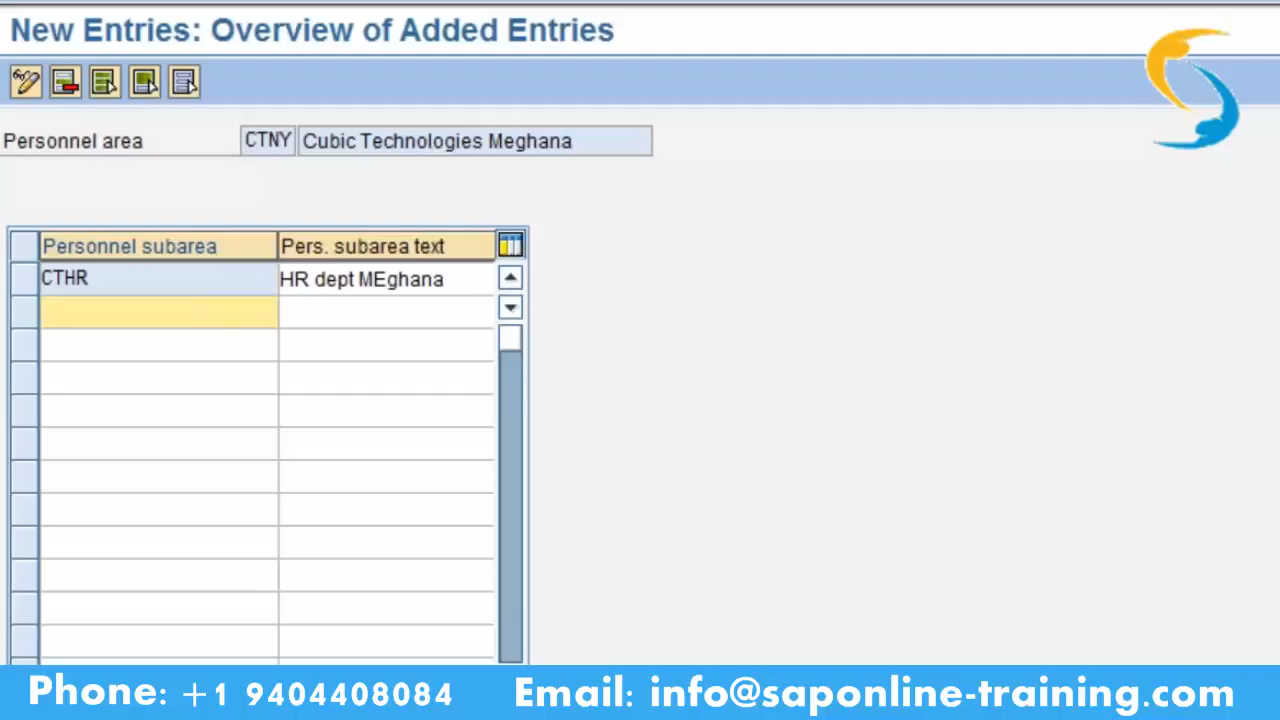 New Entries: Overview of Added Entries
Personnel area CTNY Cubic Technologies Meghana
Personnel subarea Pers. subarea text
CTHR HR dept MEghana
Phone: +1 9404408084 Email: info@saponline-training.com